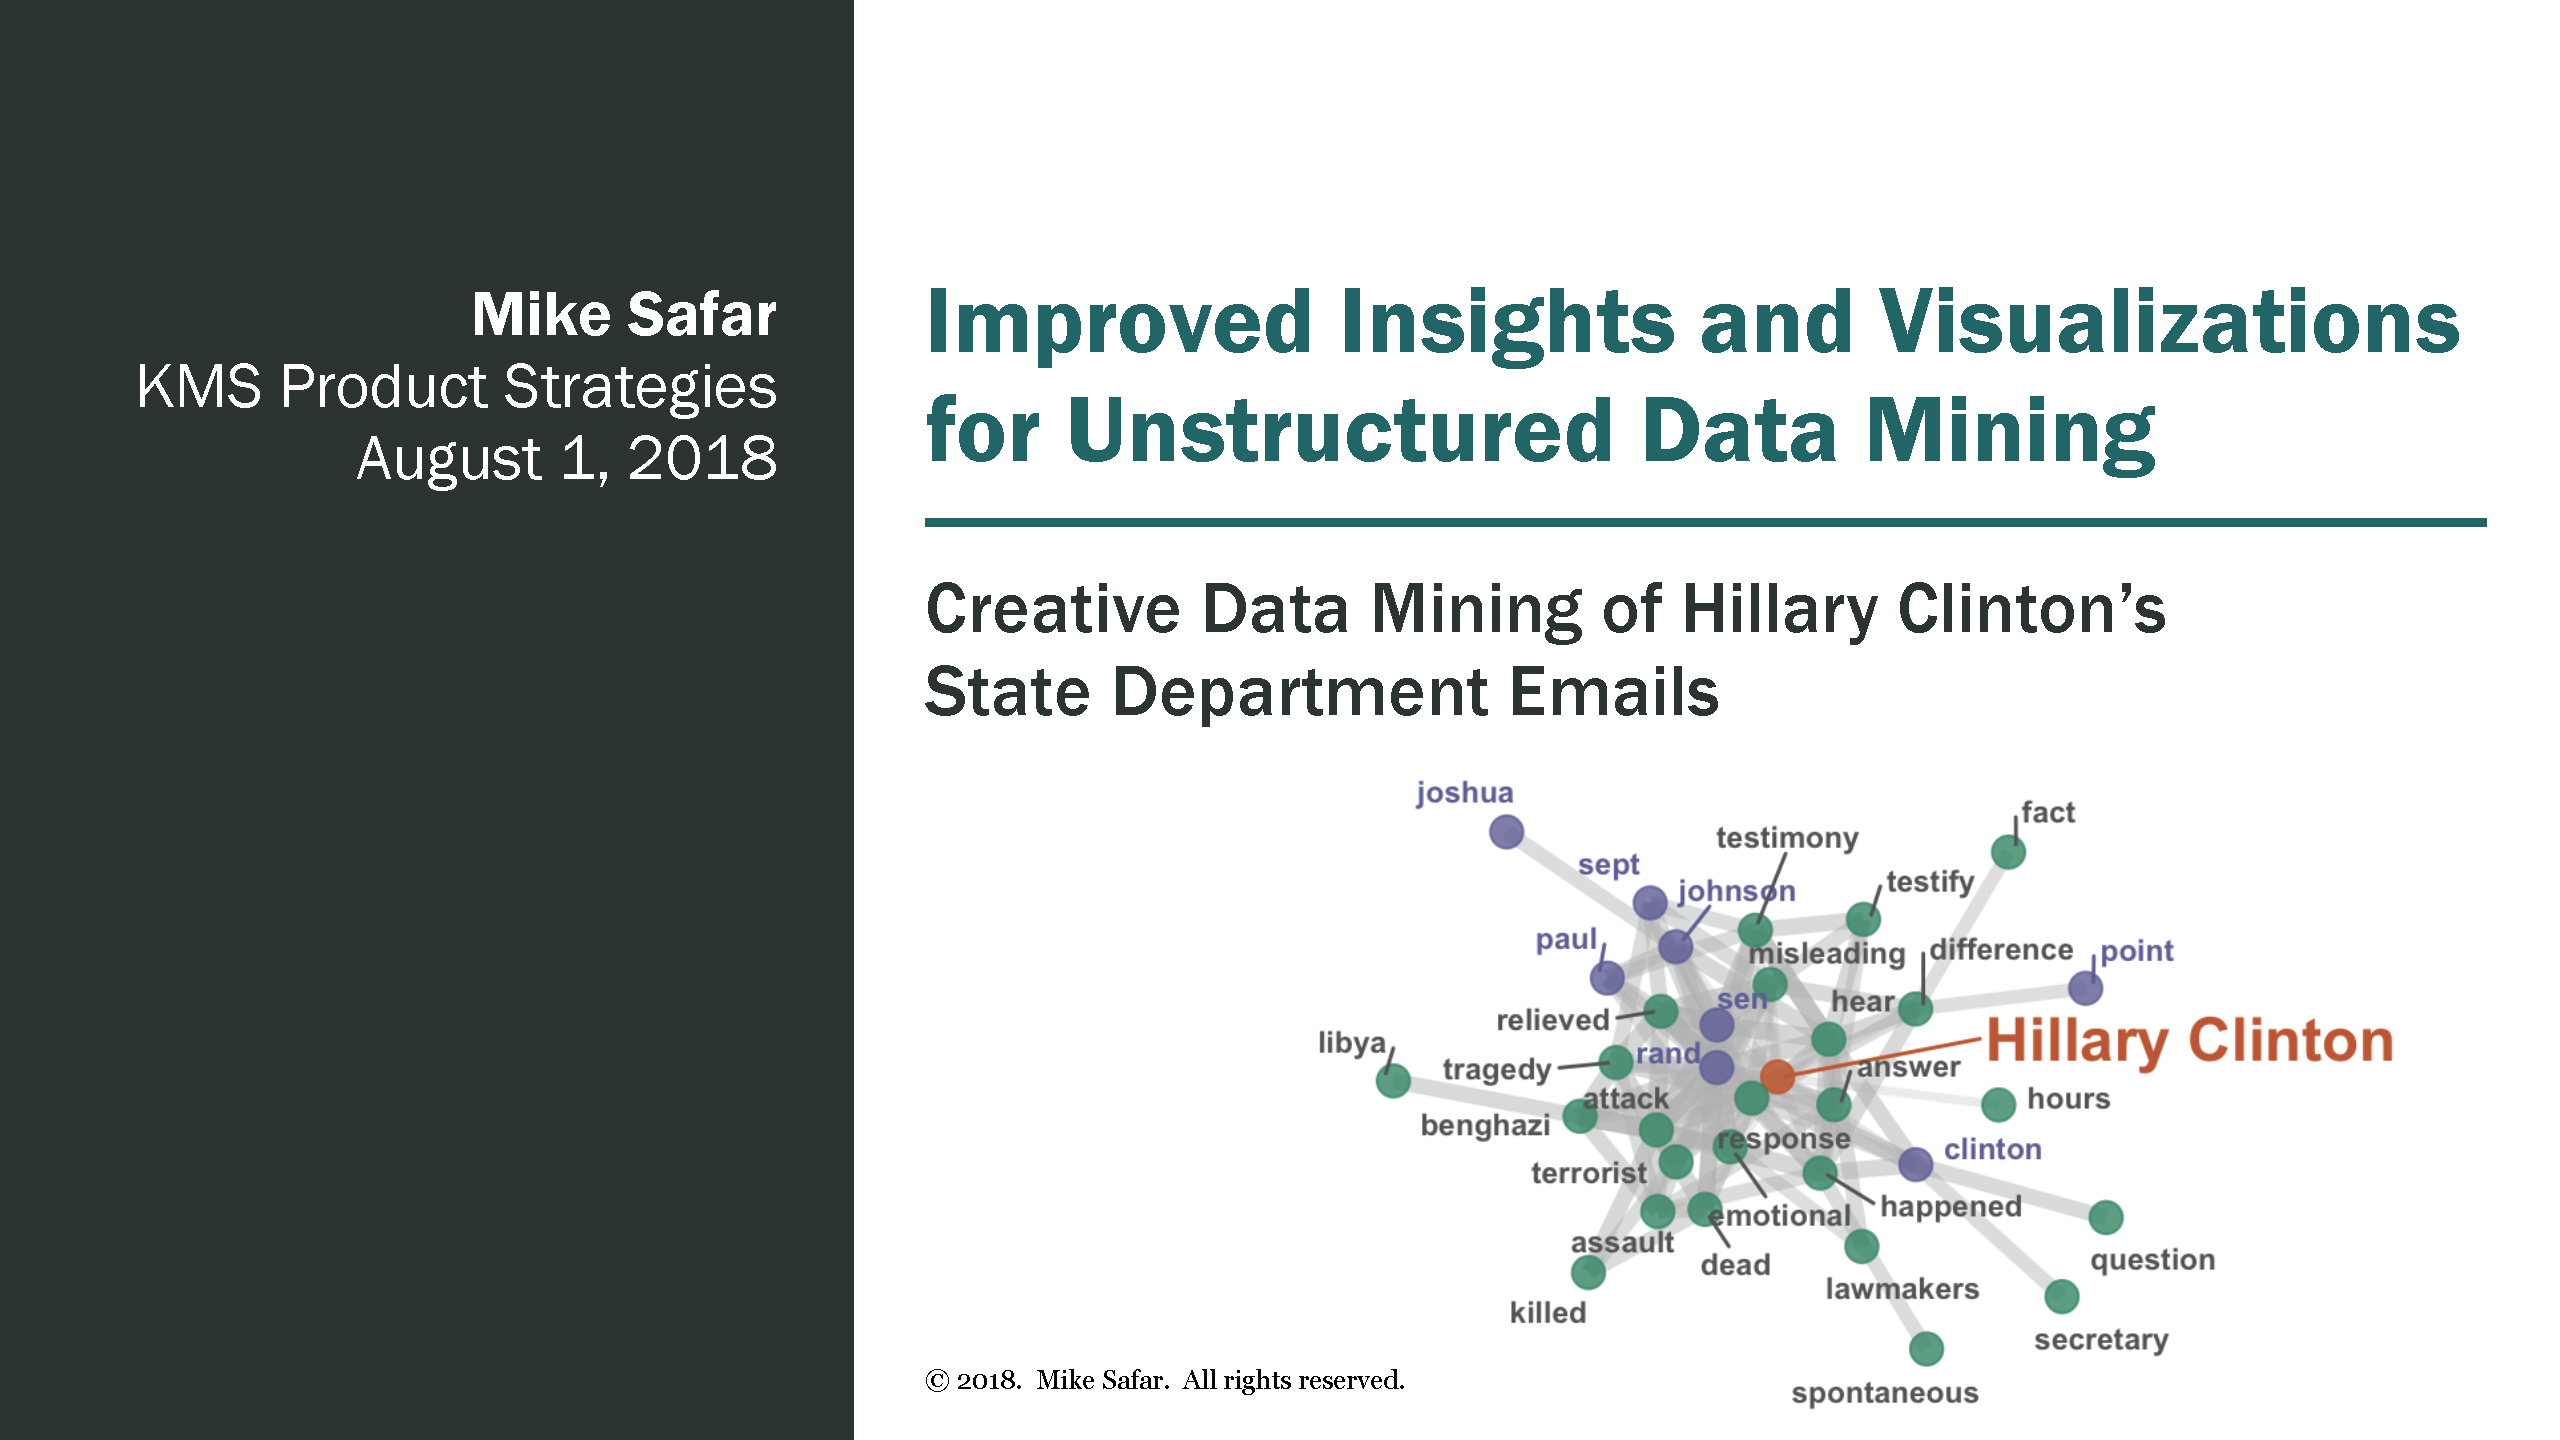 Mike Safar
KMS Product Strategies
August 1, 2018
Improved Insights and Visualizations
for Unstructured Data Mining
Creative Data Mining of Hillary Clinton’s
State Department Emails
joshua
fact
testimony
sept
testify
johnson
paul
misleading
difference
point
sen
hear
relieved
Hillary Clinton
libya
rand
tragedy
answer
attack
hours
benghazi
response
clinton
terrorist
happened
emotional
assault
question
dead
lawmakers
killed
secretary
spontaneous
© 2018.  Mike Safar.  All rights reserved.